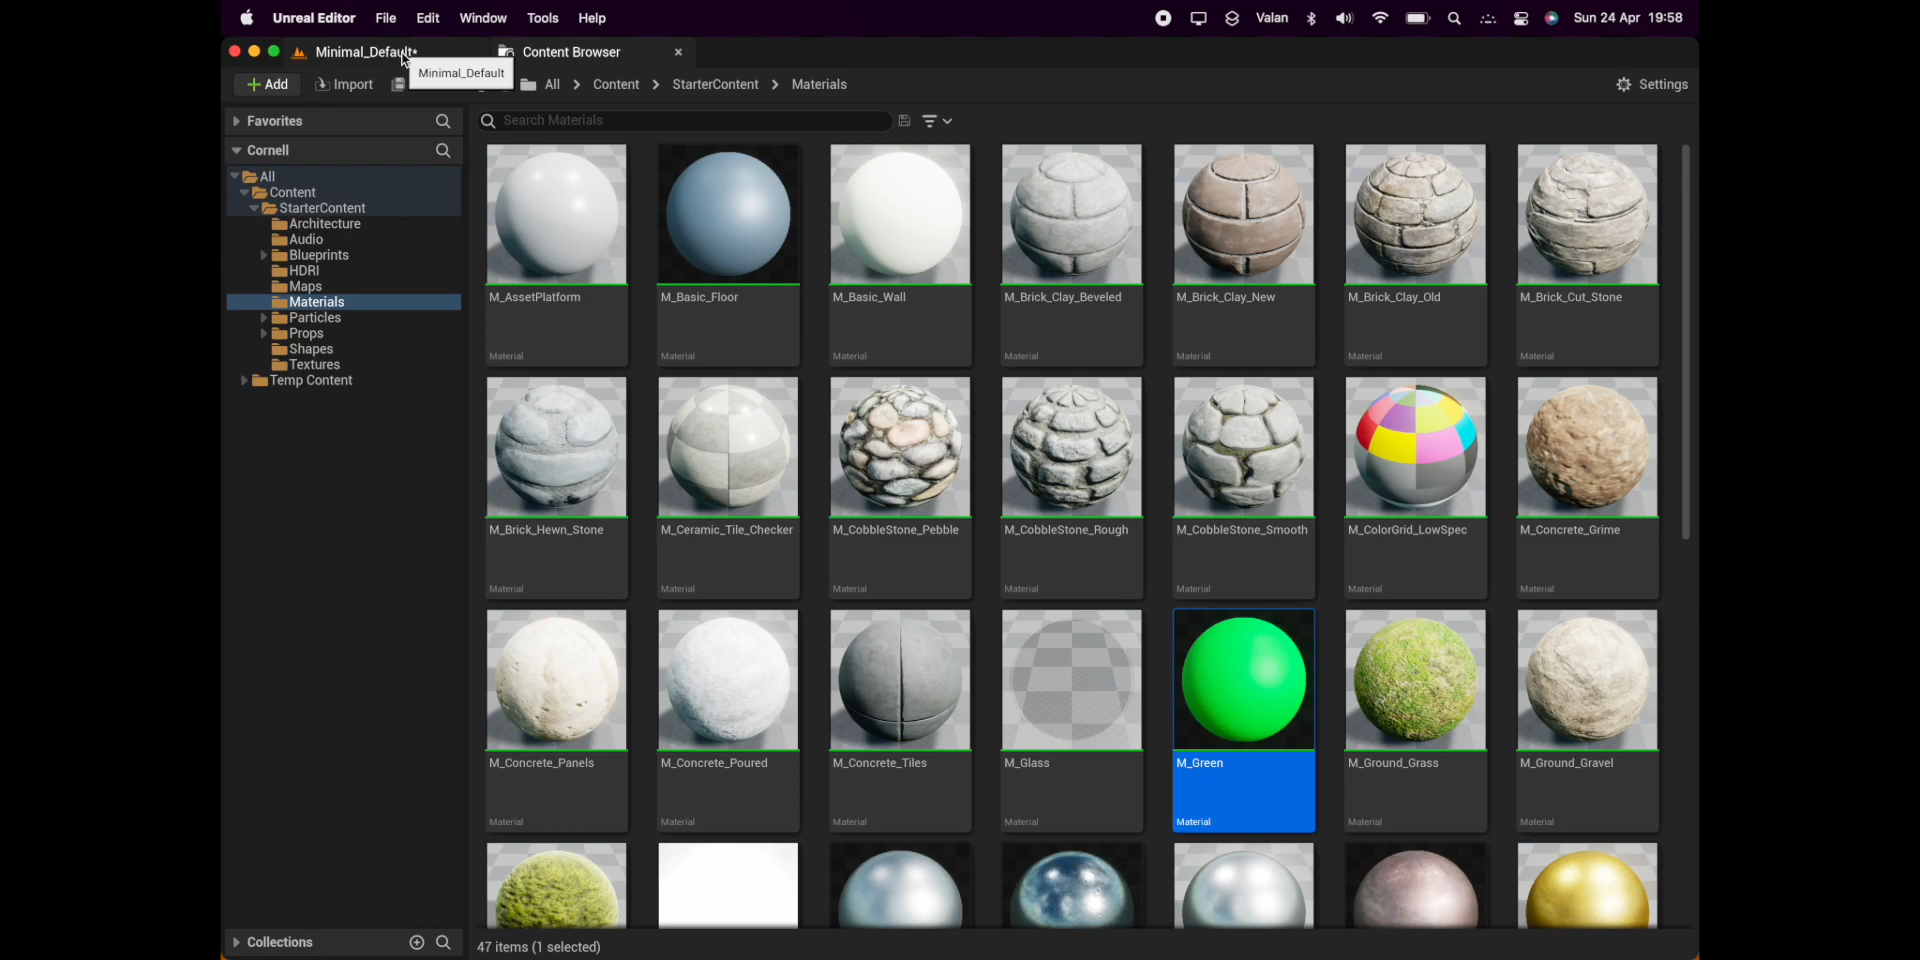 Unreal Editor File Edit Window Tools Help Valan Sun 24 Apr 19:58
Minimal_Default* Content Browser
Minimal_Default
Add Import All Content StarterContent Materials Settings
Favorites
Search Materials
Cornell
All
Content
StarterContent
Architecture
Audio
Blueprints
HDRI
Maps
Materials
Particles
Props
Shapes
Textures
Temp Content
M_AssetPlatform M_Basic_Floor M_Basic_Wall M_Brick_Clay_Beveled M_Brick_Clay_New M_Brick_Clay_Old M_Brick_Cut_Stone
Material Material Material Material Material Material Material
M_Brick_Hewn_Stone M_Ceramic_Tile_Checker M_CobbleStone_Pebble M_CobbleStone_Rough M_CobbleStone_Smooth M_ColorGrid_LowSpec M_Concrete_Grime
Material Material Material Material Material Material Material
M_Concrete_Panels M_Concrete_Poured M_Concrete_Tiles M_Glass M_Green M_Ground_Grass M_Ground_Gravel
Material Material Material Material Material Material Material
Collections
47 items (1 selected)